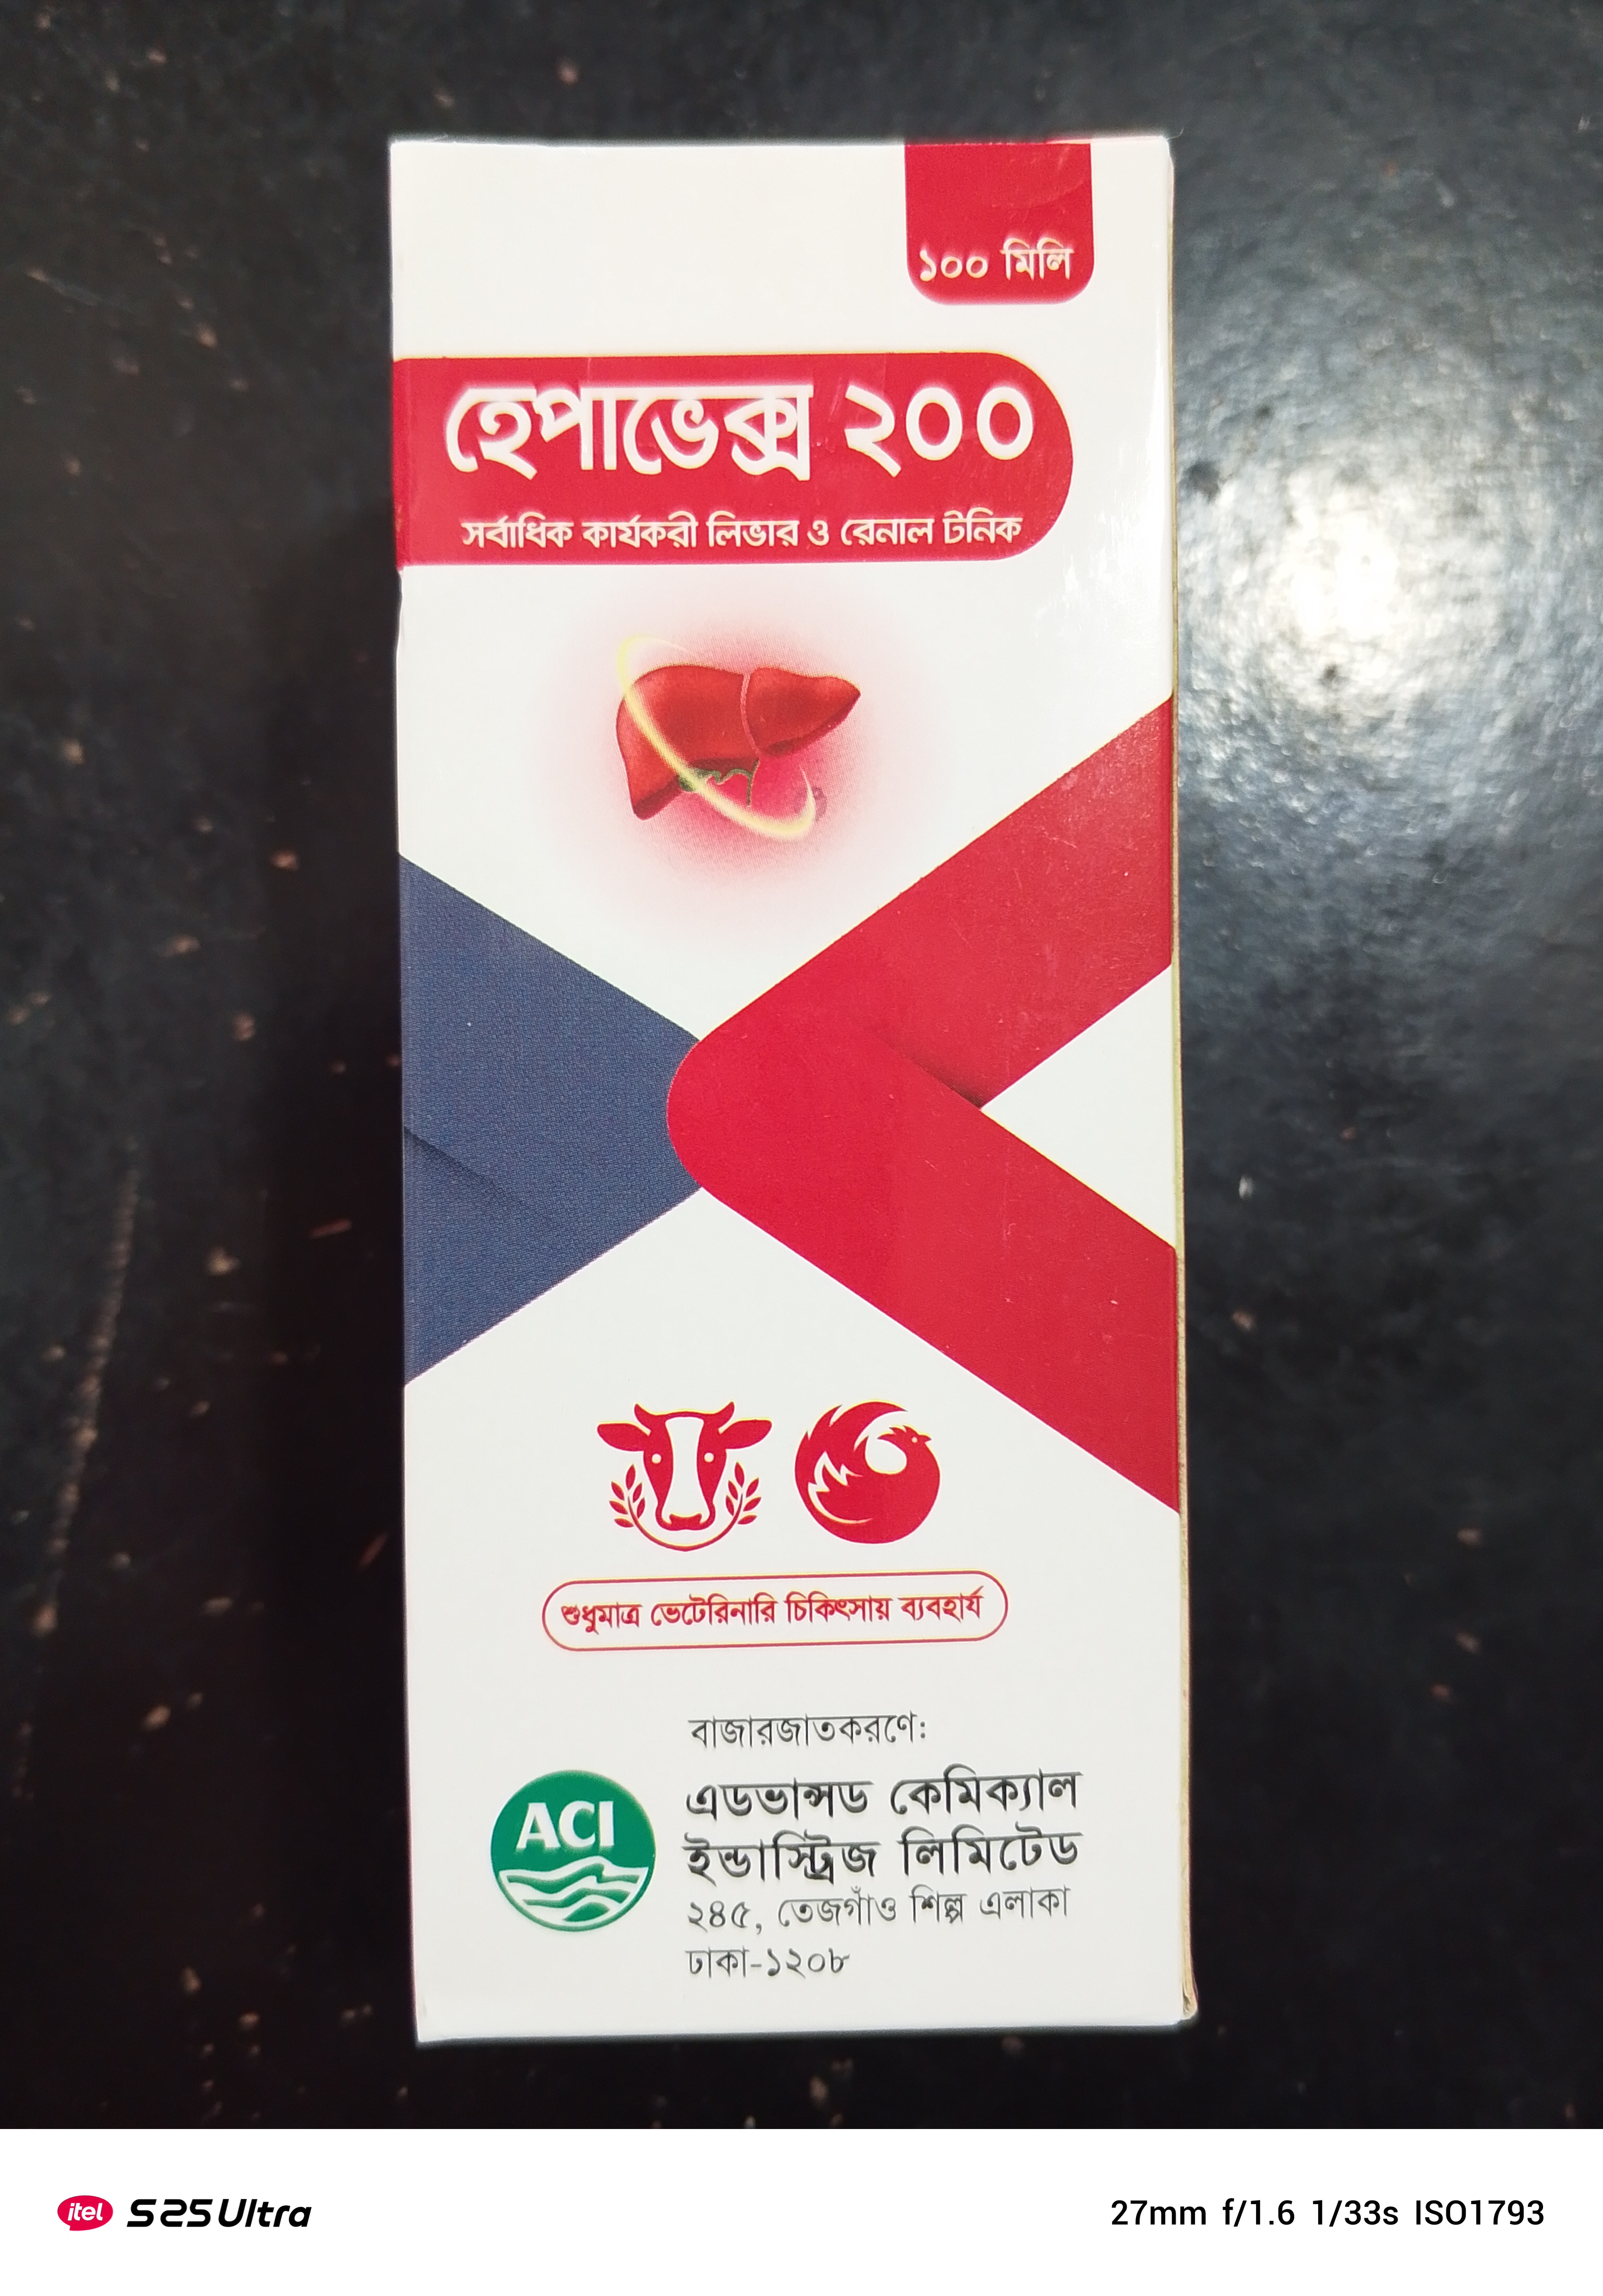 ১০০ মিলি
হেপাভেক্স ২০০
সর্বাধিক কার্যকরী লিভার ও রেনাল টনিক
শুধুমাত্র ভেটেরিনারি চিকিৎসায় ব্যবহার্য
বাজারজাতকরণে:
ACI
এডভান্সড কেমিক্যাল
ইন্ডাস্ট্রিজ লিমিটেড
২৪৫, তেজগাঁও শিল্প এলাকা
ঢাকা-১২০৮
itel S25 Ultra
27mm f/1.6 1/33s ISO1793